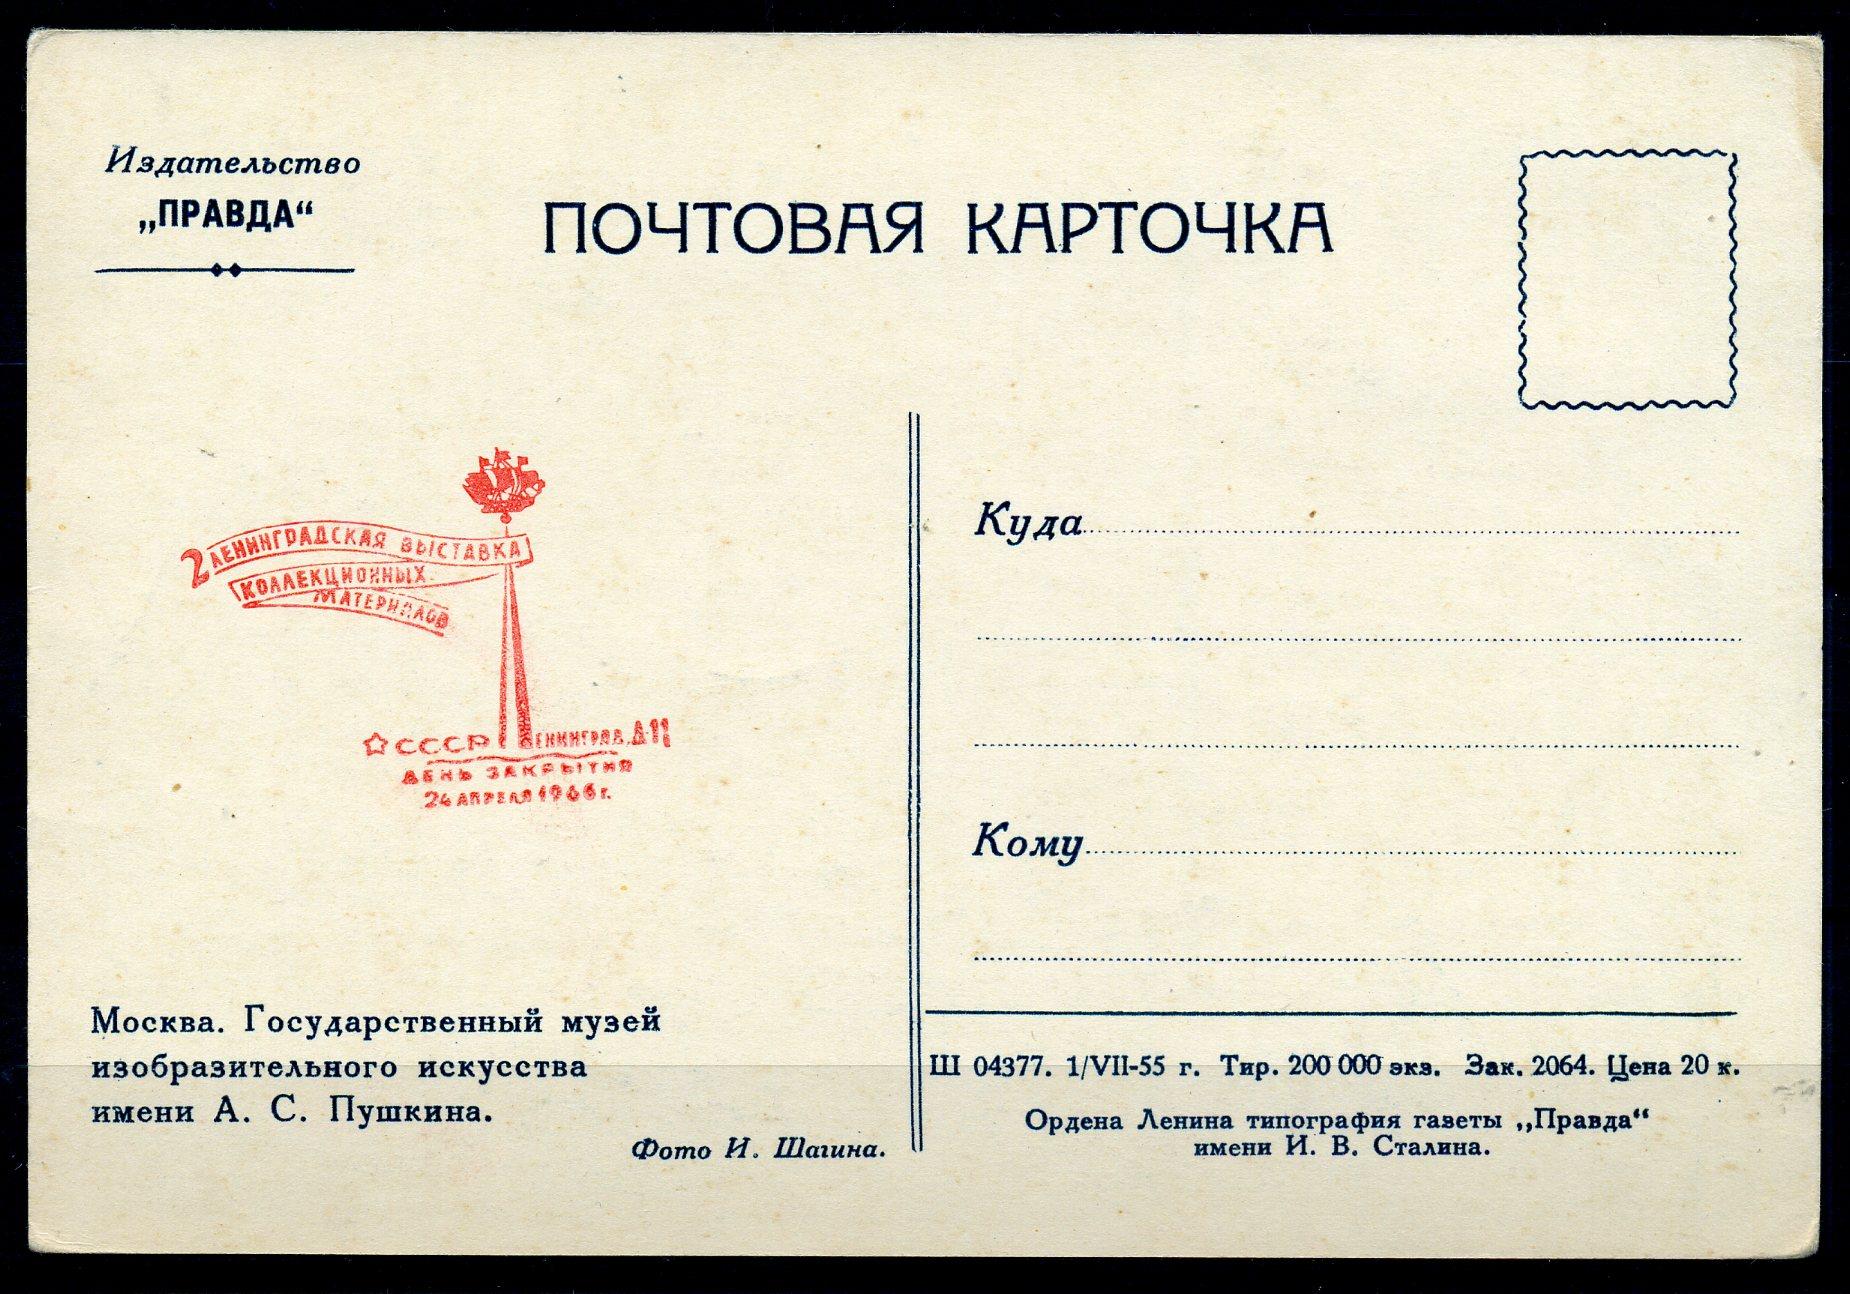 Издательство
„ПРАВДА“
ПОЧТОВАЯ КАРТОЧКА
2 ЛЕНИНГРАДСКАЯ ВЫСТАВКА
КОЛЛЕКЦИОННЫХ
МАТЕРИАЛОВ
СССР ЛЕНИНГРАД, Д-11
ДЕНЬ ЗАКРЫТИЯ
24 АПРЕЛЯ 1966 г.
Москва. Государственный музей
изобразительного искусства
имени А. С. Пушкина.
Фото И. Шагина.
Куда
Кому
Ш 04377. 1/VII-55 г. Тир. 200 000 экз. Зак. 2064. Цена 20 к.
Ордена Ленина типография газеты „Правда“
имени И. В. Сталина.